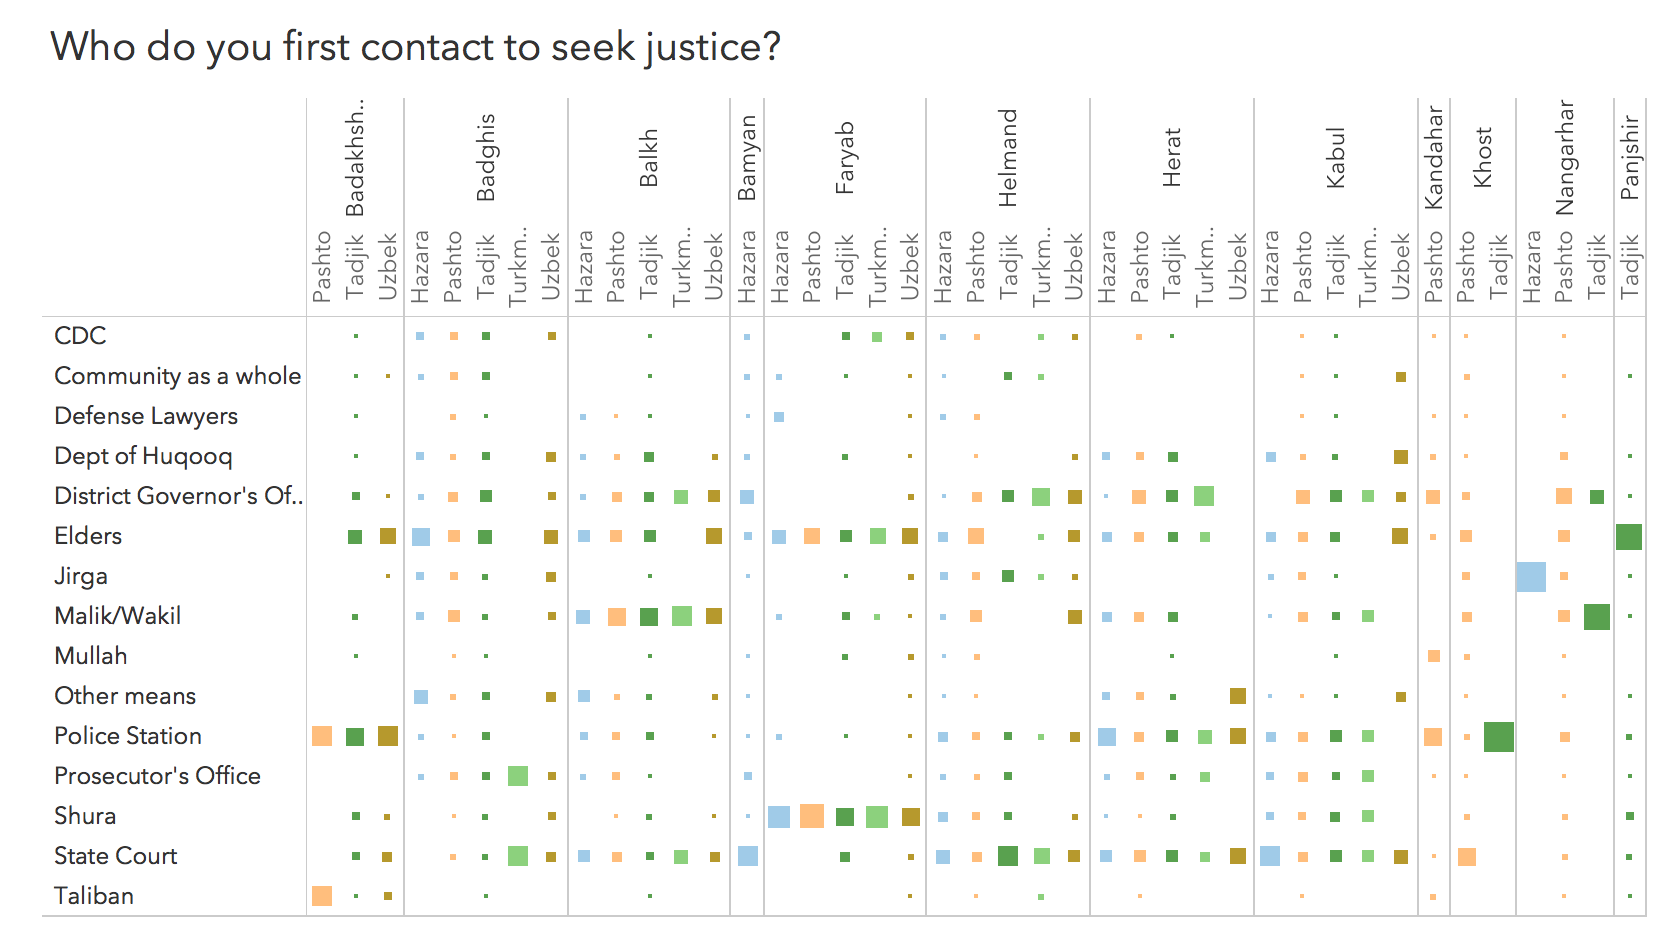 Who do you first contact to seek justice?
Badakhsh.. Badghis Balkh Bamyan Faryab Helmand Herat Kabul Kandahar Khost Nangarhar Panjshir
Pashto Tadjik Uzbek Hazara Pashto Tadjik Turkm.. Uzbek Hazara Pashto Tadjik Turkm.. Uzbek Hazara Hazara Pashto Tadjik Turkm.. Uzbek Hazara Pashto Tadjik Turkm.. Uzbek Hazara Pashto Tadjik Turkm.. Uzbek Hazara Pashto Tadjik Turkm.. Uzbek Pashto Pashto Tadjik Hazara Pashto Tadjik Tadjik
CDC
Community as a whole
Defense Lawyers
Dept of Huqooq
District Governor's Of..
Elders
Jirga
Malik/Wakil
Mullah
Other means
Police Station
Prosecutor's Office
Shura
State Court
Taliban